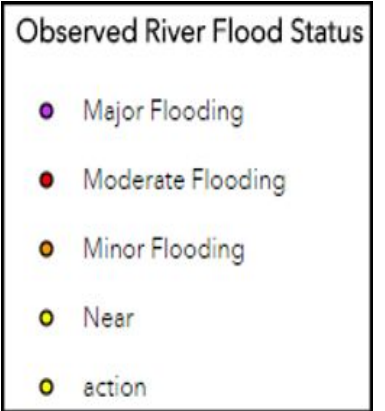 Observed River Flood Status
Major Flooding
Moderate Flooding
Minor Flooding
Near
action